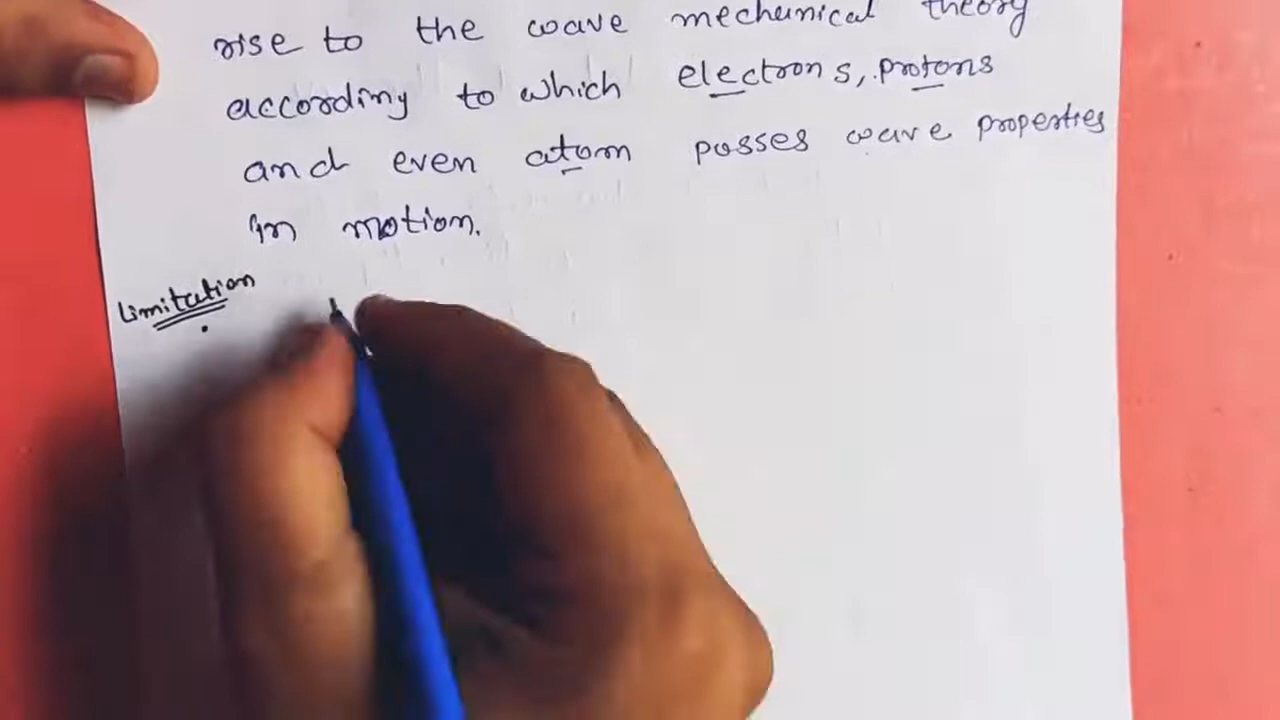 rise to the wave mechanical theory
according to which electrons, protons
and even atom posses wave properties
in motion.
Limitation